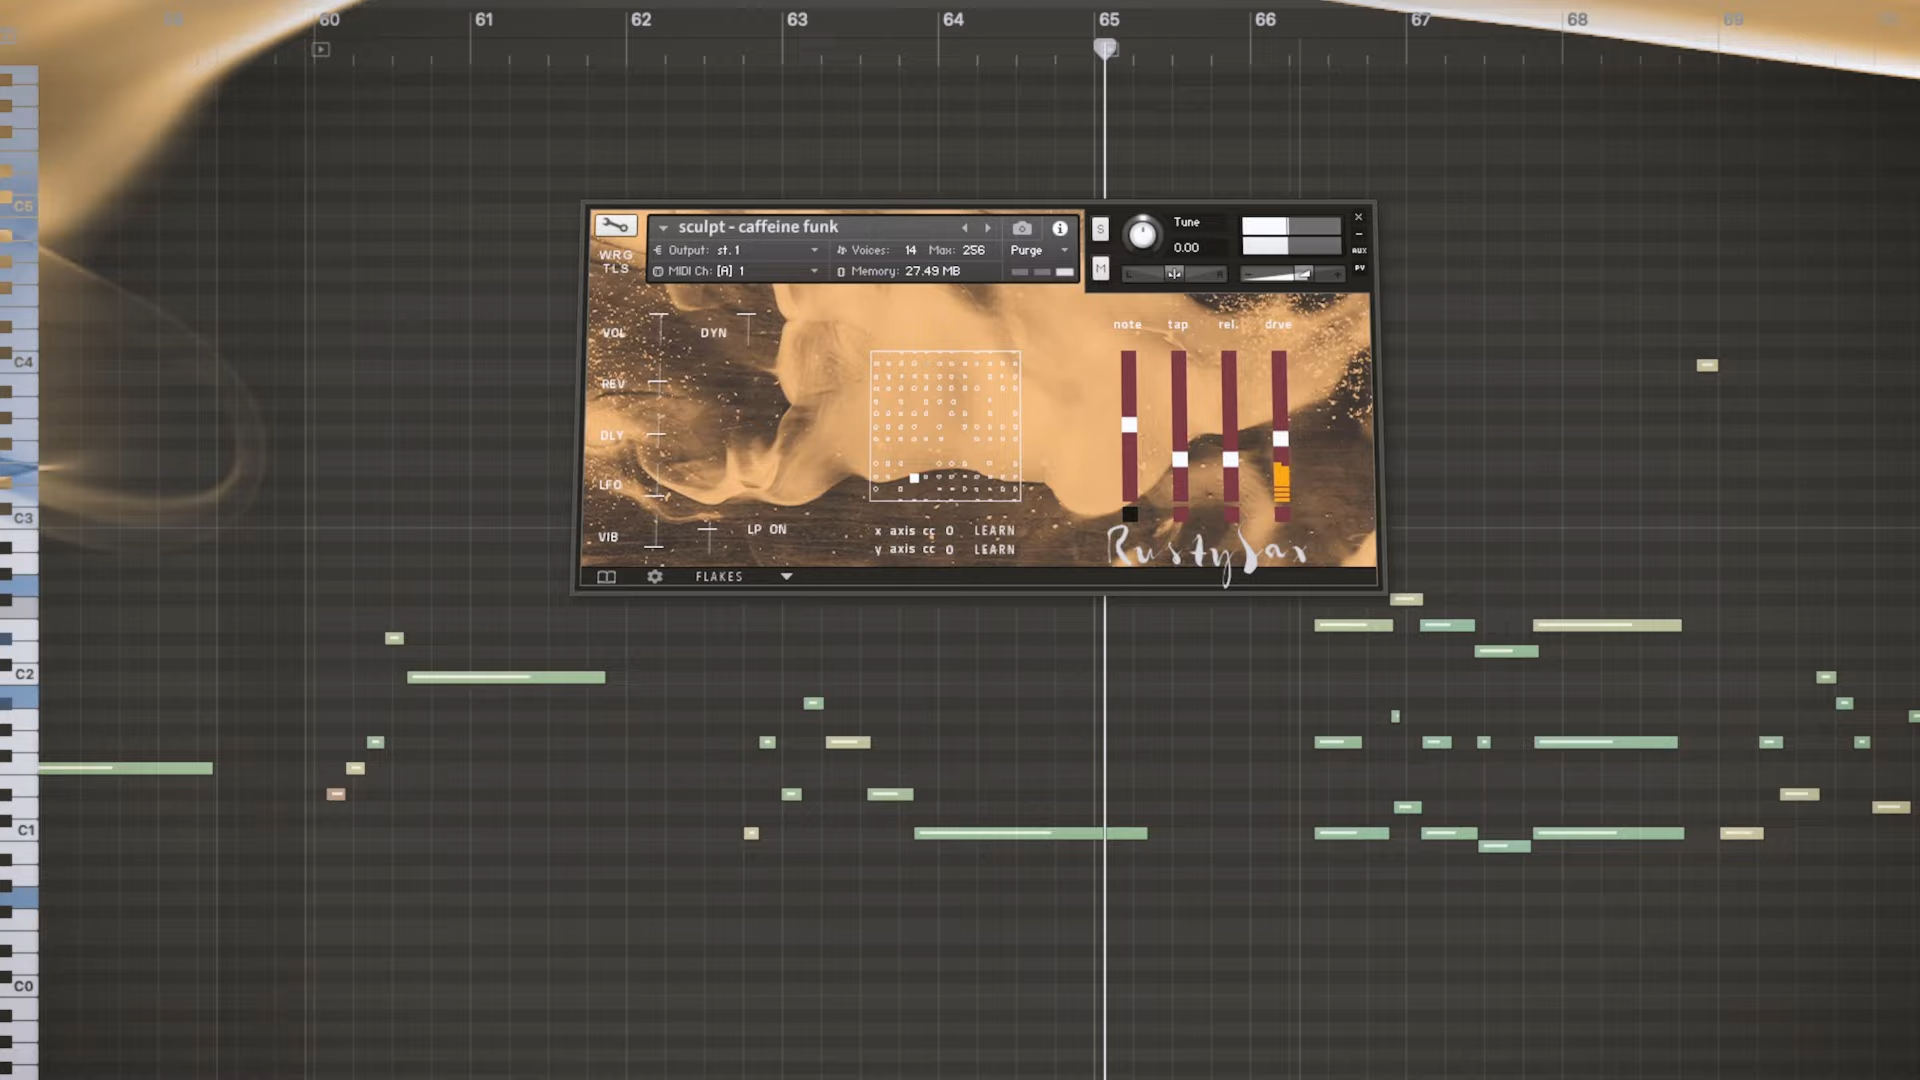 60 61 62 63 64 65 66 67 68 69
C5
C4
C3
C2
C1
C0
sculpt - caffeine funk
Output: st. 1
Voices: 14 Max: 256
Purge
MIDI Ch: [A] 1
Memory: 27.49 MB
WRG
TLS
S
M
Tune
0.00
L R
AUX
PV
VOL
DYN
REV
DLY
LFO
VIB
LP ON
x axis cc 0 LEARN
y axis cc 0 LEARN
note tap rel. drve
RustySax
FLAKES